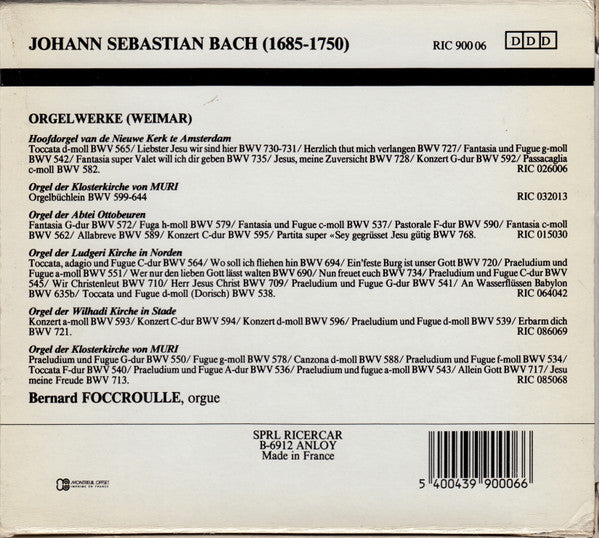 JOHANN SEBASTIAN BACH (1685-1750) RIC 900 06 DDD
ORGELWERKE (WEIMAR)
Hoofdorgel van de Nieuwe Kerk te Amsterdam
Toccata d-moll BWV 565/ Liebster Jesu wir sind hier BWV 730-731/ Herzlich thut mich verlangen BWV 727/ Fantasia und Fugue g-moll
BWV 542/ Fantasia super Valet will ich dir geben BWV 735/ Jesus, meine Zuversicht BWV 728/ Konzert G-dur BWV 592/ Passacaglia
c-moll BWV 582. RIC 026006
Orgel der Klosterkirche von MURI
Orgelbüchlein BWV 599-644 RIC 032013
Orgel der Abtei Ottobeuren
Fantasia G-dur BWV 572/ Fuga h-moll BWV 579/ Fantasia und Fugue c-moll BWV 537/ Pastorale F-dur BWV 590/ Fantasia c-moll
BWV 562/ Allabreve BWV 589/ Konzert C-dur BWV 595/ Partita super «Sey gegrüsset Jesu gütig BWV 768. RIC 015030
Orgel der Ludgeri Kirche in Norden
Toccata, adagio und Fugue C-dur BWV 564/ Wo soll ich fliehen hin BWV 694/ Ein'feste Burg ist unser Gott BWV 720/ Praeludium und
Fugue a-moll BWV 551/ Wer nur den lieben Gott lässt walten BWV 690/ Nun freuet euch BWV 734/ Praeludium und Fugue C-dur BWV
545/ Wir Christenleut BWV 710/ Herr Jesus Christ BWV 709/ Praeludium und Fugue G-dur BWV 541/ An Wasserflüssen Babylon
BWV 635b/ Toccata und Fugue d-moll (Dorisch) BWV 538. RIC 064042
Orgel der Wilhadi Kirche in Stade
Konzert a-moll BWV 593/ Konzert C-dur BWV 594/ Konzert d-moll BWV 596/ Praeludium und Fugue d-moll BWV 539/ Erbarm dich
BWV 721. RIC 086069
Orgel der Klosterkirche von MURI
Praeludium und Fugue G-dur BWV 550/ Fugue g-moll BWV 578/ Canzona d-moll BWV 588/ Praeludium und Fugue f-moll BWV 534/
Toccata F-dur BWV 540/ Praeludium und Fugue A-dur BWV 536/ Praeludium und fugue a-moll BWV 543/ Allein Gott BWV 717/ Jesu
meine Freude BWV 713. RIC 085068
Bernard FOCCROULLE, orgue
SPRL RICERCAR
B-6912 ANLOY
Made in France
MONTREUIL OFFSET
IMPRIME EN FRANCE
5 400439 900066